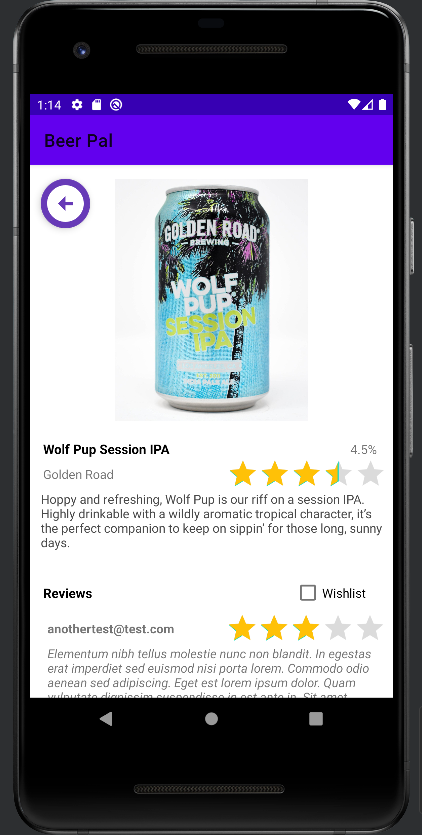 1:14
Beer Pal
GOLDEN ROAD
BREWING
WOLF
PUP
SESSION
IPA
Wolf Pup Session IPA 4.5%
Golden Road
Hoppy and refreshing, Wolf Pup is our riff on a session IPA.
Highly drinkable with a wildly aromatic tropical character, it's
the perfect companion to keep on sippin' for those long, sunny
days.
Reviews Wishlist
anothertest@test.com
Elementum nibh tellus molestie nunc non blandit. In egestas
erat imperdiet sed euismod nisi porta lorem. Commodo odio
aenean sed adipiscing. Eget est lorem ipsum dolor. Quam
vulputate dignissim suspendisse in est ante in. Sit amet